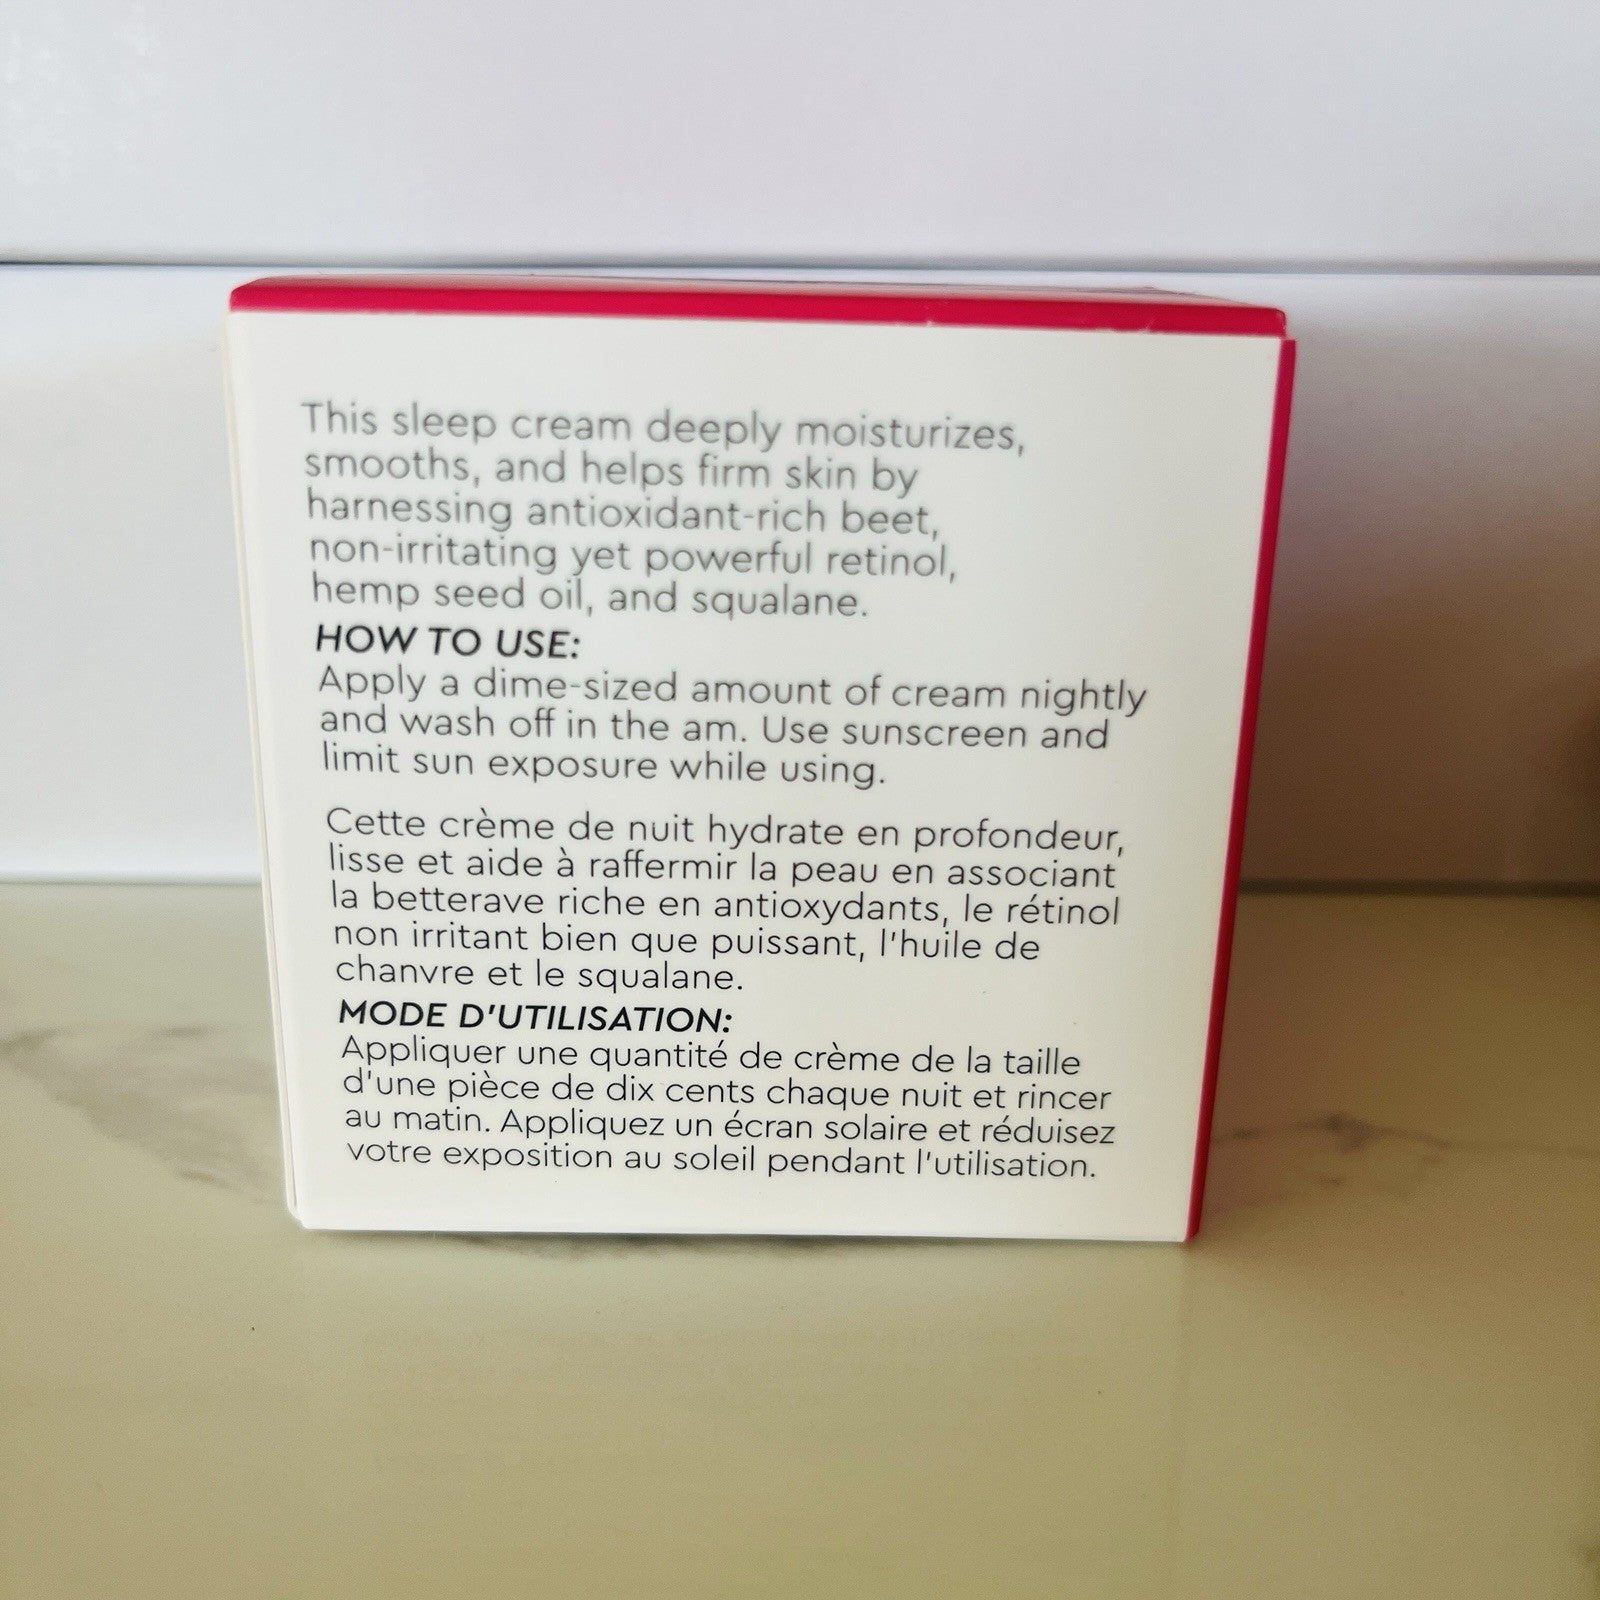 This sleep cream deeply moisturizes,
smooths, and helps firm skin by
harnessing antioxidant-rich beet,
non-irritating yet powerful retinol,
hemp seed oil, and squalane.
HOW TO USE:
Apply a dime-sized amount of cream nightly
and wash off in the am. Use sunscreen and
limit sun exposure while using.
Cette crème de nuit hydrate en profondeur,
lisse et aide à raffermir la peau en associant
la betterave riche en antioxydants, le rétinol
non irritant bien que puissant, l'huile de
chanvre et le squalane.
MODE D'UTILISATION:
Appliquer une quantité de crème de la taille
d'une pièce de dix cents chaque nuit et rincer
au matin. Appliquez un écran solaire et réduisez
votre exposition au soleil pendant l'utilisation.